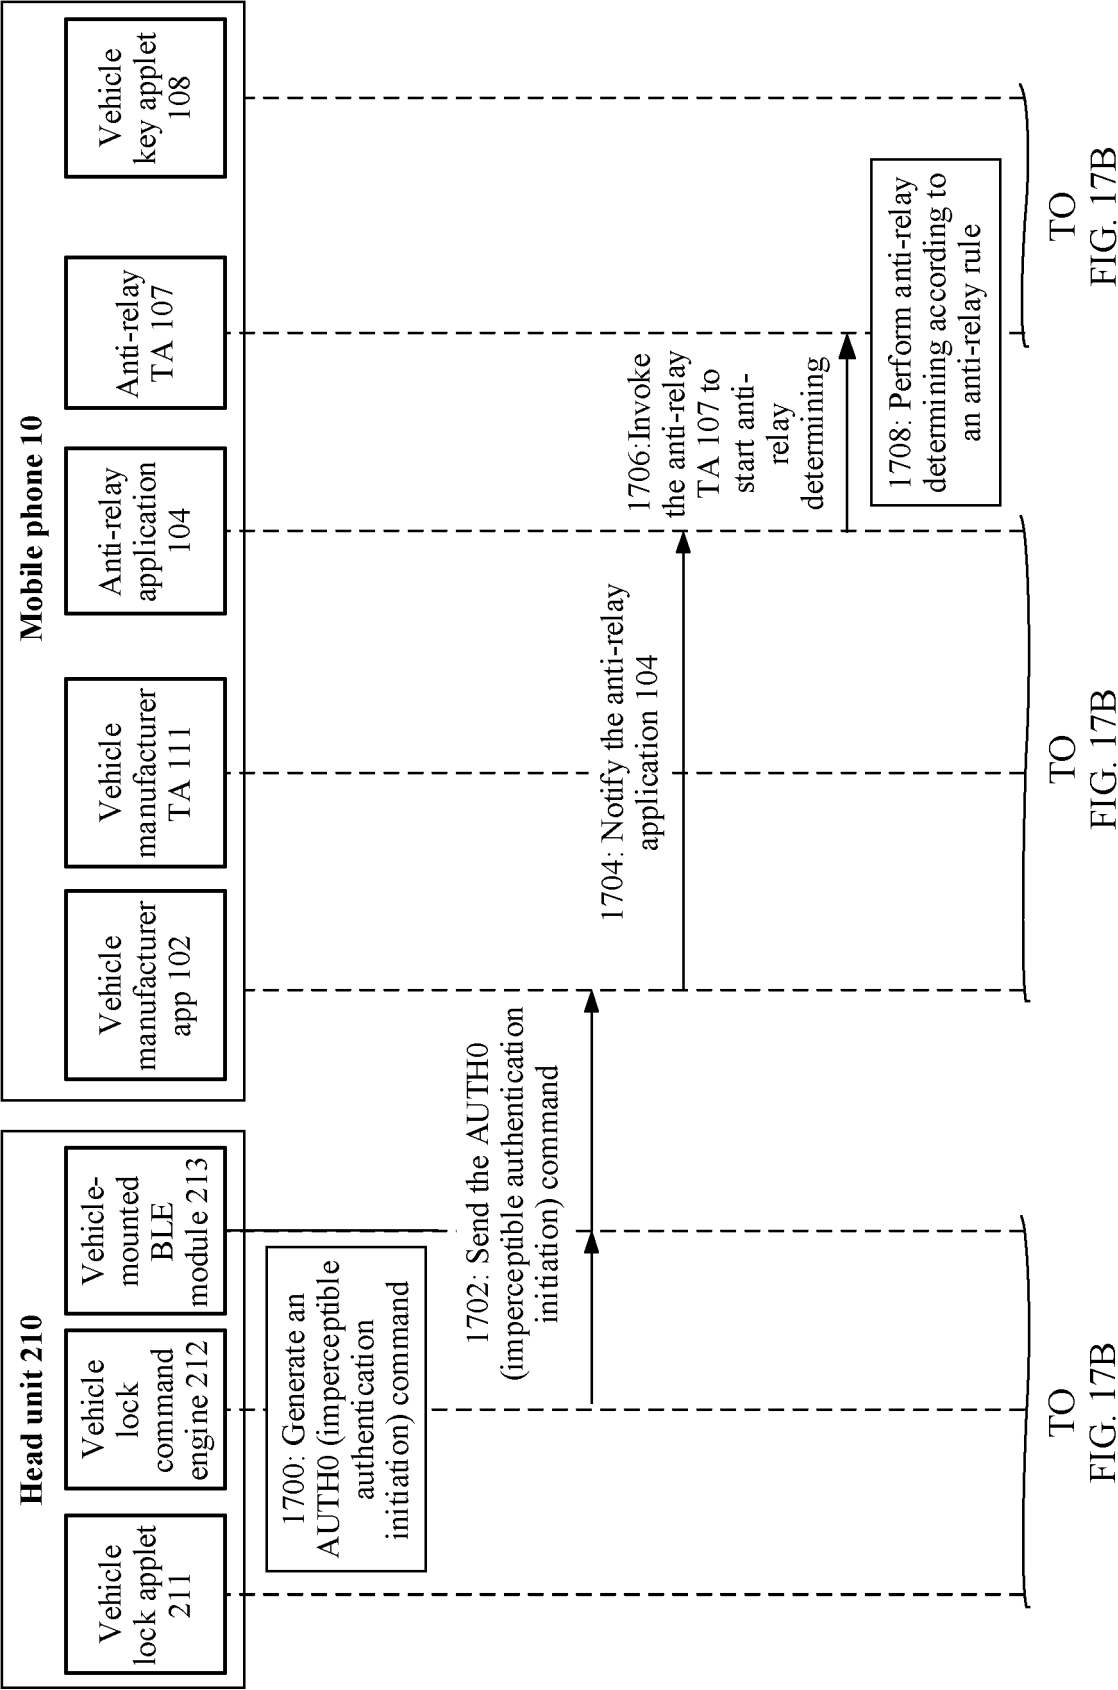 Head unit 210
Mobile phone 10
Vehicle
lock applet
211
Vehicle
lock
command
engine 212
Vehicle-
mounted
BLE
module 213
Vehicle
manufacturer
app 102
Vehicle
manufacturer
TA 111
Anti-relay
application
104
Anti-relay
TA 107
Vehicle
key applet
108
1700: Generate an
AUTH0 (imperceptible
authentication
initiation) command
1702: Send the AUTH0
(imperceptible authentication
initiation) command
1704: Notify the anti-relay
application 104
1706:Invoke
the anti-relay
TA 107 to
start anti-
relay
determining
1708: Perform anti-relay
determining according to
an anti-relay rule
TO
FIG. 17B
TO
FIG. 17B
TO
FIG. 17B